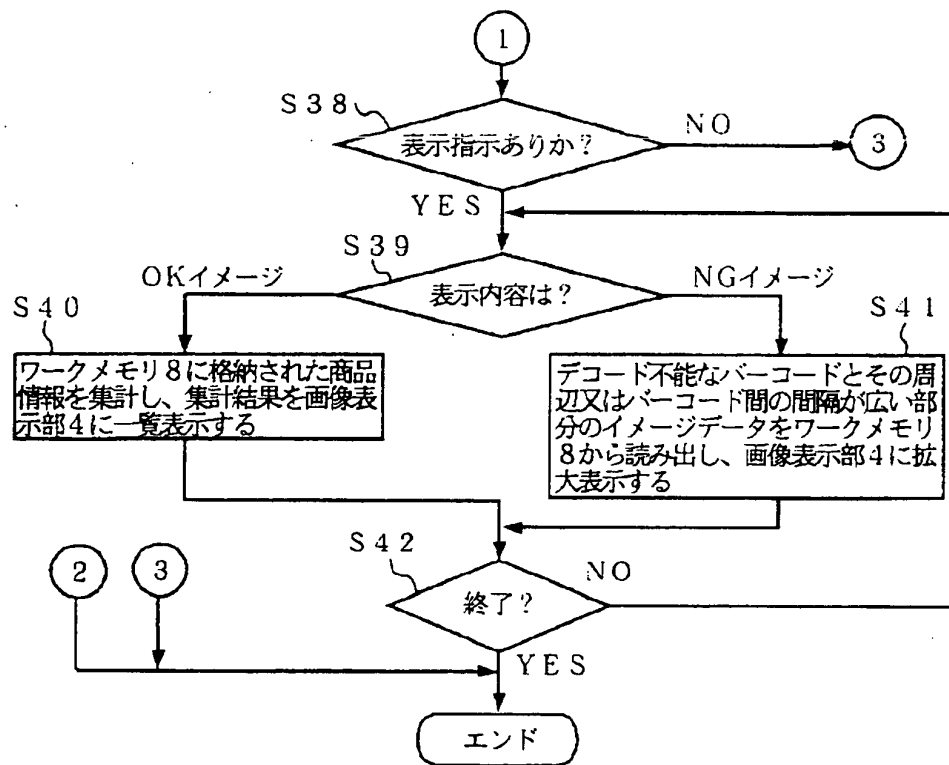 1
S38
表示指示ありか？
NO
3
YES
S39
OKイメージ
表示内容は？
NGイメージ
S40
S41
ワークメモリ8に格納された商品
情報を集計し、集計結果を画像表
示部4に一覧表示する
デコード不能なバーコードとその周
辺又はバーコード間の間隔が広い部
分のイメージデータをワークメモリ
8から読み出し、画像表示部4に拡
大表示する
S42
2
3
NO
終了？
YES
エンド